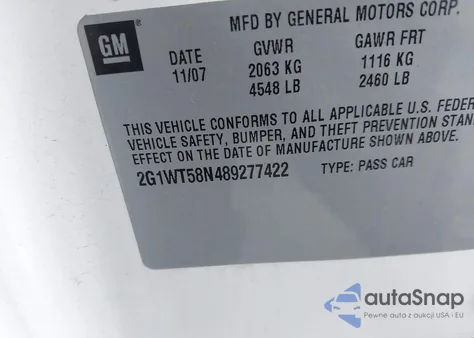 MFD BY GENERAL MOTORS CORP.
GM
DATE GVWR GAWR FRT
11/07 2063 KG 1116 KG
4548 LB 2460 LB
THIS VEHICLE CONFORMS TO ALL APPLICABLE U.S. FEDER
VEHICLE SAFETY, BUMPER, AND THEFT PREVENTION STAN
EFFECT ON THE DATE OF MANUFACTURE SHOWN ABOVE.
2G1WT58N489277422 TYPE: PASS CAR
autoSnap
Pewne auta z aukcji USA i EU